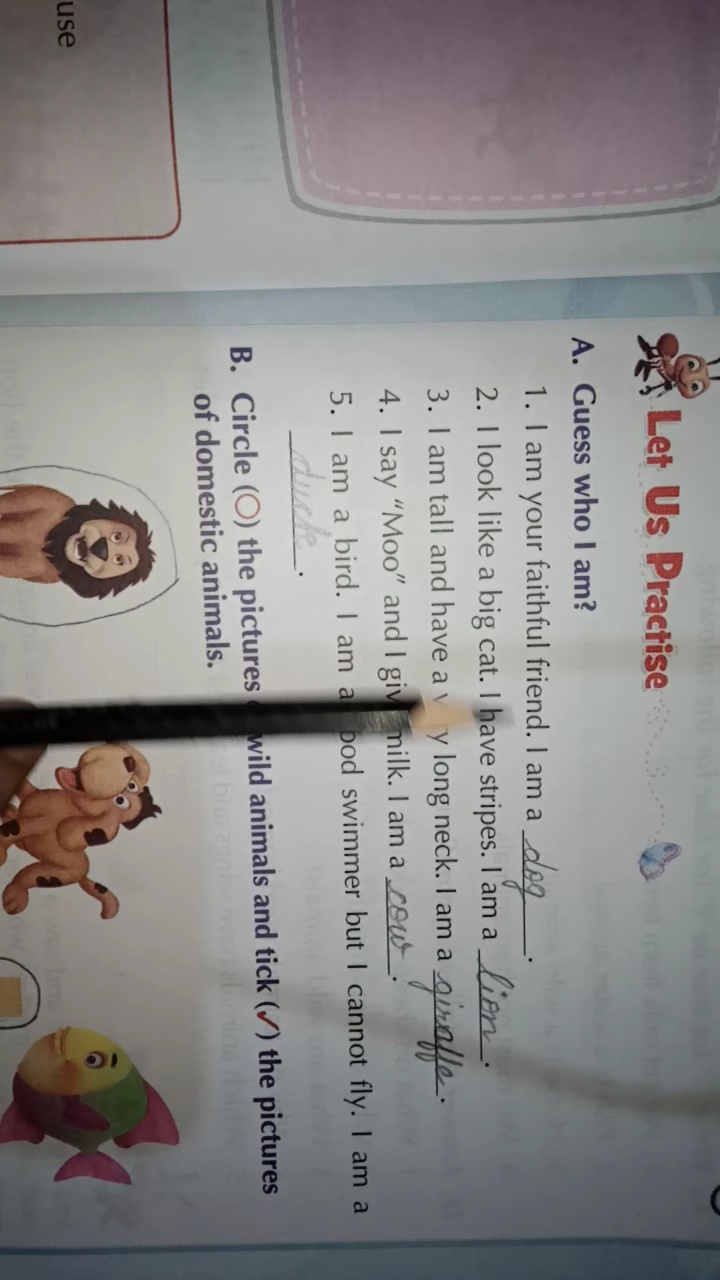 use
Let Us Practise
A. Guess who I am?
1. I am your faithful friend. I am a dog.
2. I look like a big cat. I have stripes. I am a lion.
3. I am tall and have a long neck. I am a giraffe.
4. I say “Moo” and I milk. I am a cow.
5. I am a bird. I am a swimmer but I cannot fly. I am a
duck.
B. Circle (○) the pictures wild animals and tick (✓) the pictures
of domestic animals.